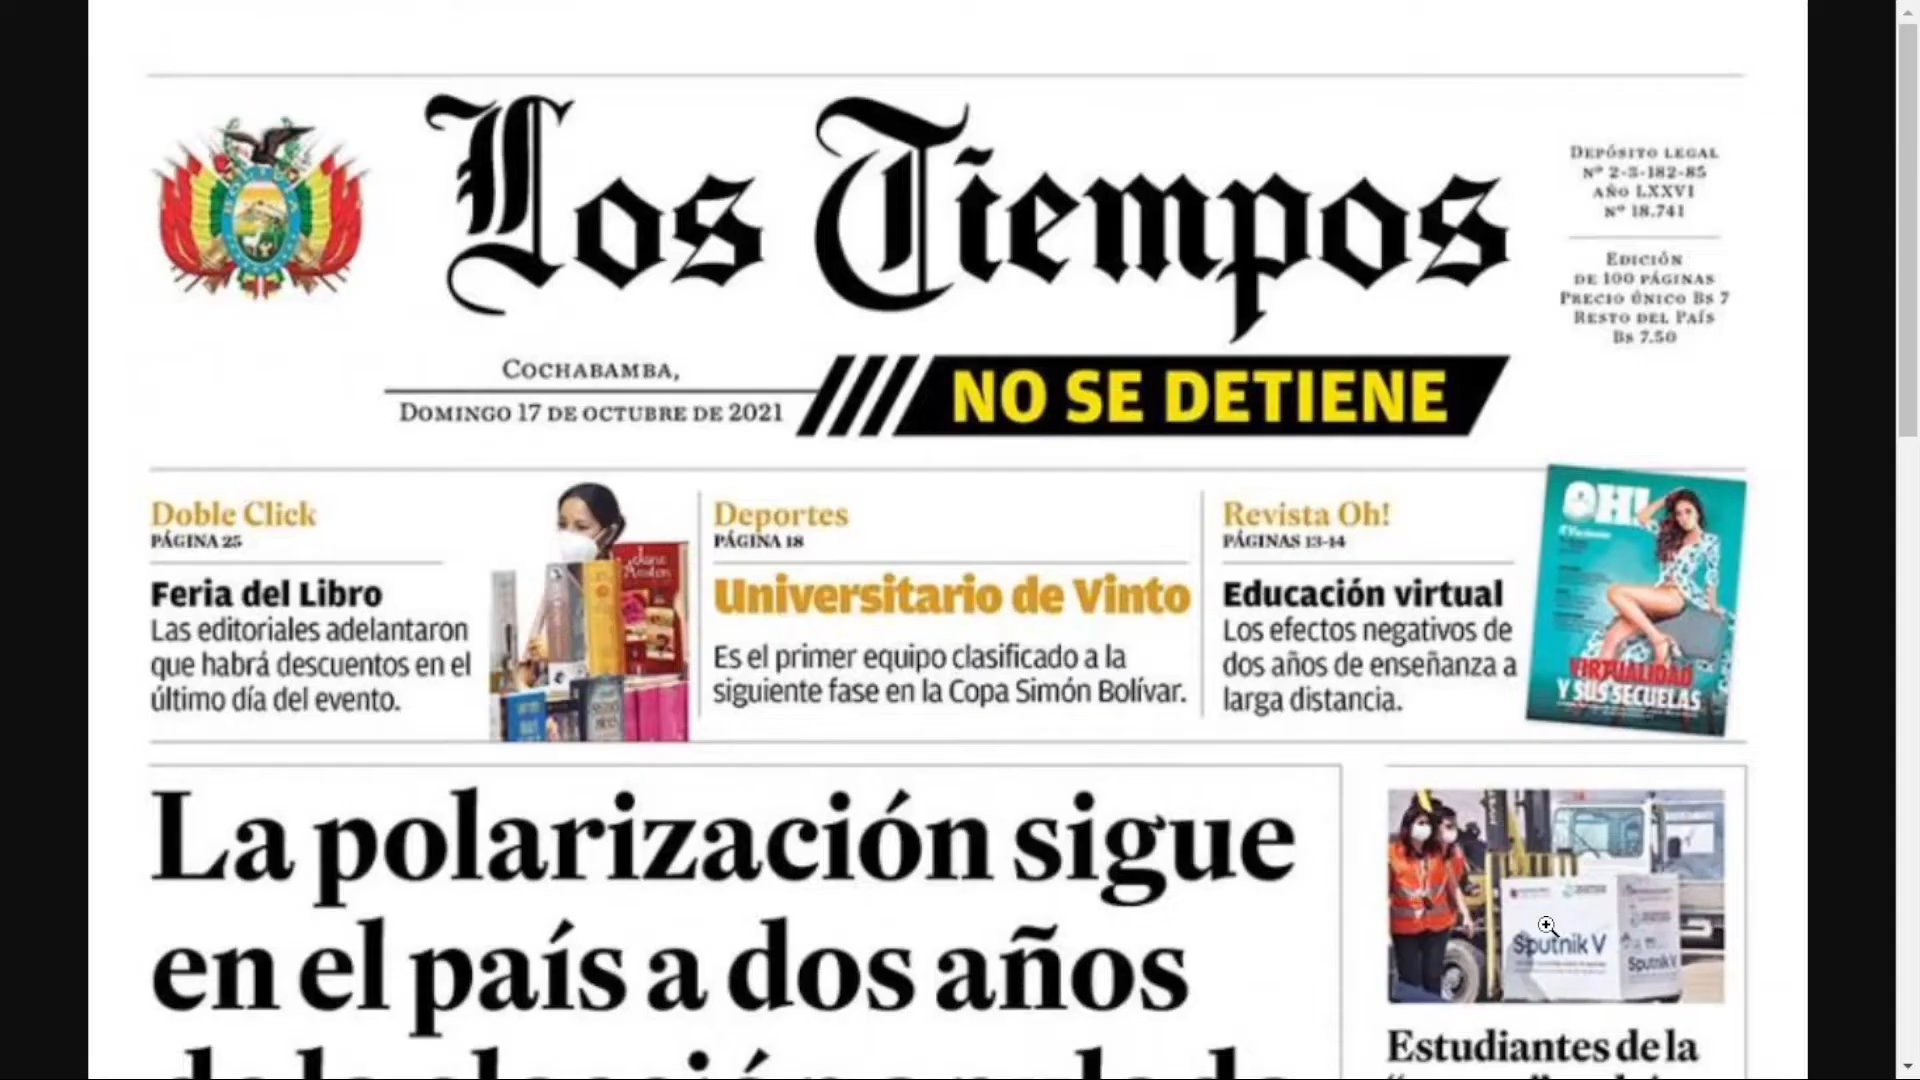 Los Tiempos
DEPÓSITO LEGAL
Nº 2-3-182-85
AÑO LXXVI
Nº 18.741
EDICIÓN
DE 100 PÁGINAS
PRECIO ÚNICO Bs 7
RESTO DEL PAÍS
Bs 7.50
COCHABAMBA,
DOMINGO 17 DE OCTUBRE DE 2021
NO SE DETIENE
Doble Click
PÁGINA 25
Feria del Libro
Las editoriales adelantaron
que habrá descuentos en el
último día del evento.
Jane
Austen
Deportes
PÁGINA 18
Universitario de Vinto
Es el primer equipo clasificado a la
siguiente fase en la Copa Simón Bolívar.
Revista Oh!
PÁGINAS 13-14
Educación virtual
Los efectos negativos de
dos años de enseñanza a
larga distancia.
OH!
VIRTUALIDAD
Y SUS SECUELAS
La polarización sigue
en el país a dos años
Sputnik V
Sputnik V
Estudiantes de la